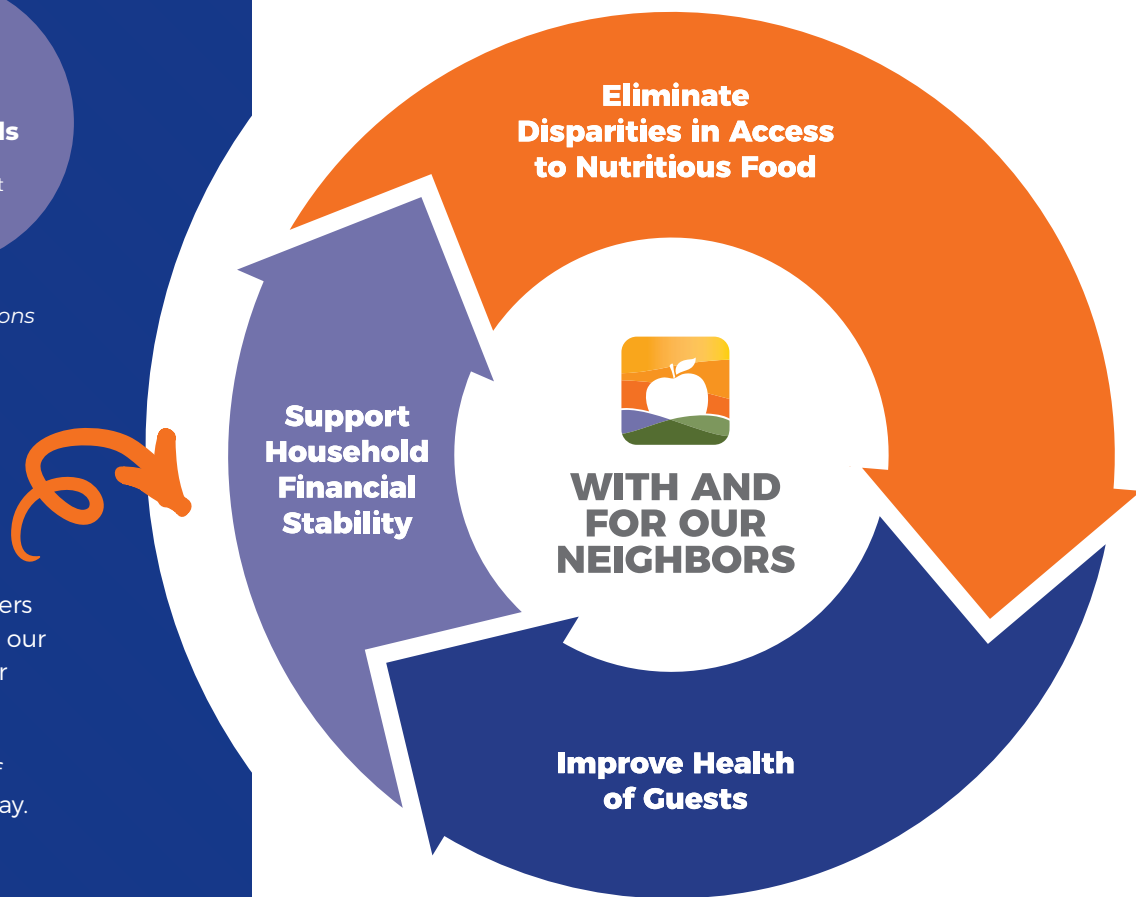 t
ons
ers
our
r
ay.
Eliminate
Disparities in Access
to Nutritious Food
Support
Household
Financial
Stability
WITH AND
FOR OUR
NEIGHBORS
Improve Health
of Guests